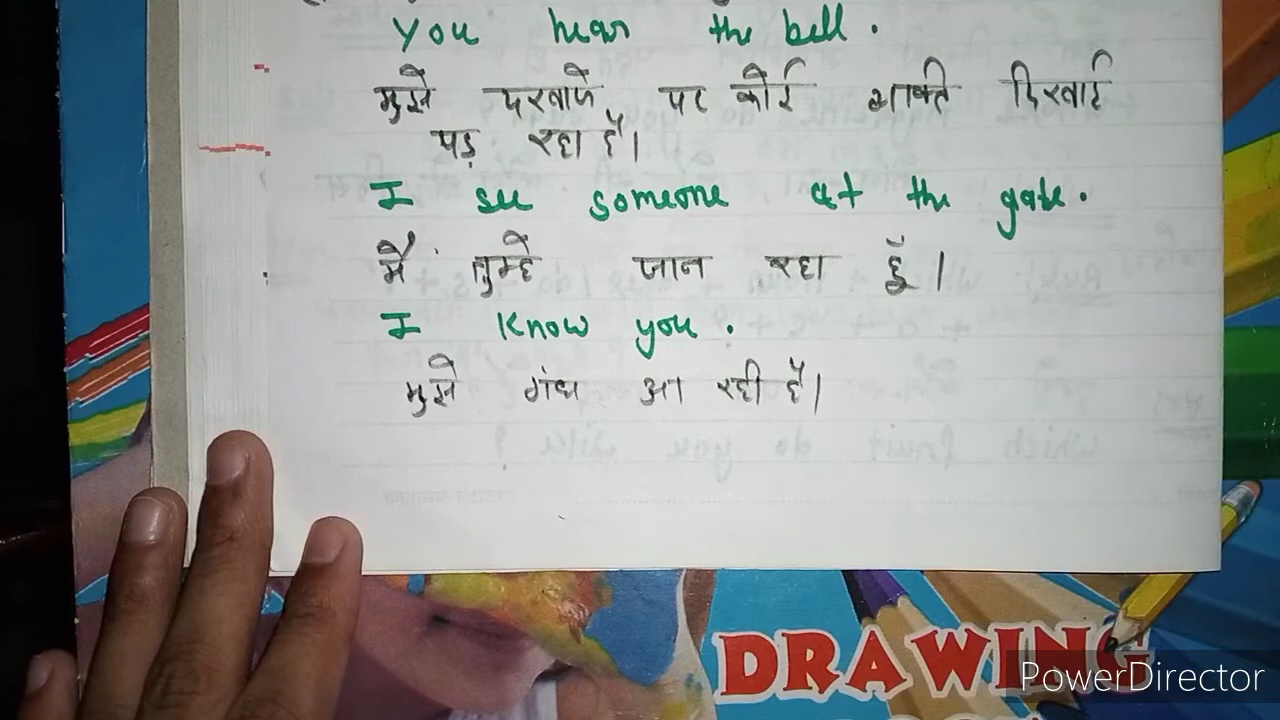 You hear the bell.
मुझे दरवाजे पर कोई व्यक्ति दिखाई
पड़ रहा है।
I see someone at the gate.
मैं तुम्हे जान रहा हूँ।
I know you.
मुझे गंध आ रही है।
DRAWING
PowerDirector